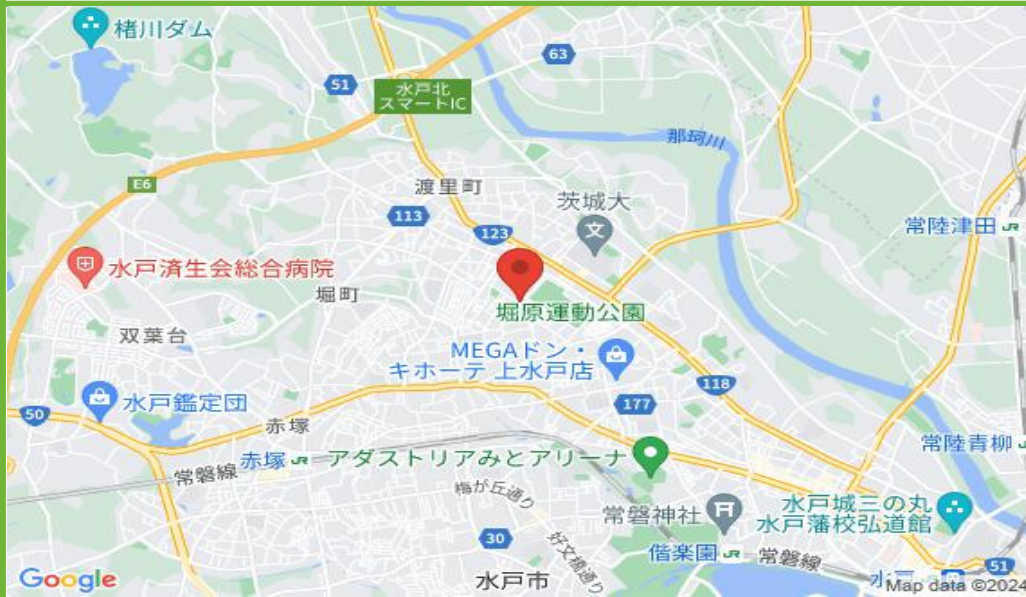 楮川ダム
63
51
水戸北
スマートIC
那珂川
E6
渡里町
茨城大
113
文
123
常陸津田 JR
水戸済生会総合病院
堀町
堀原運動公園
双葉台
MEGAドン・
キホーテ 上水戸店
118
水戸鑑定団
177
50
赤塚
常陸青柳
赤塚 JR
アダストリアみとアリーナ
常磐線
梅が丘通り
水戸城三の丸
水戸藩校弘道館
常磐神社
30
好文橋通り
偕楽園 JR
常磐線
51
Google
水戸市
Map data ©2024